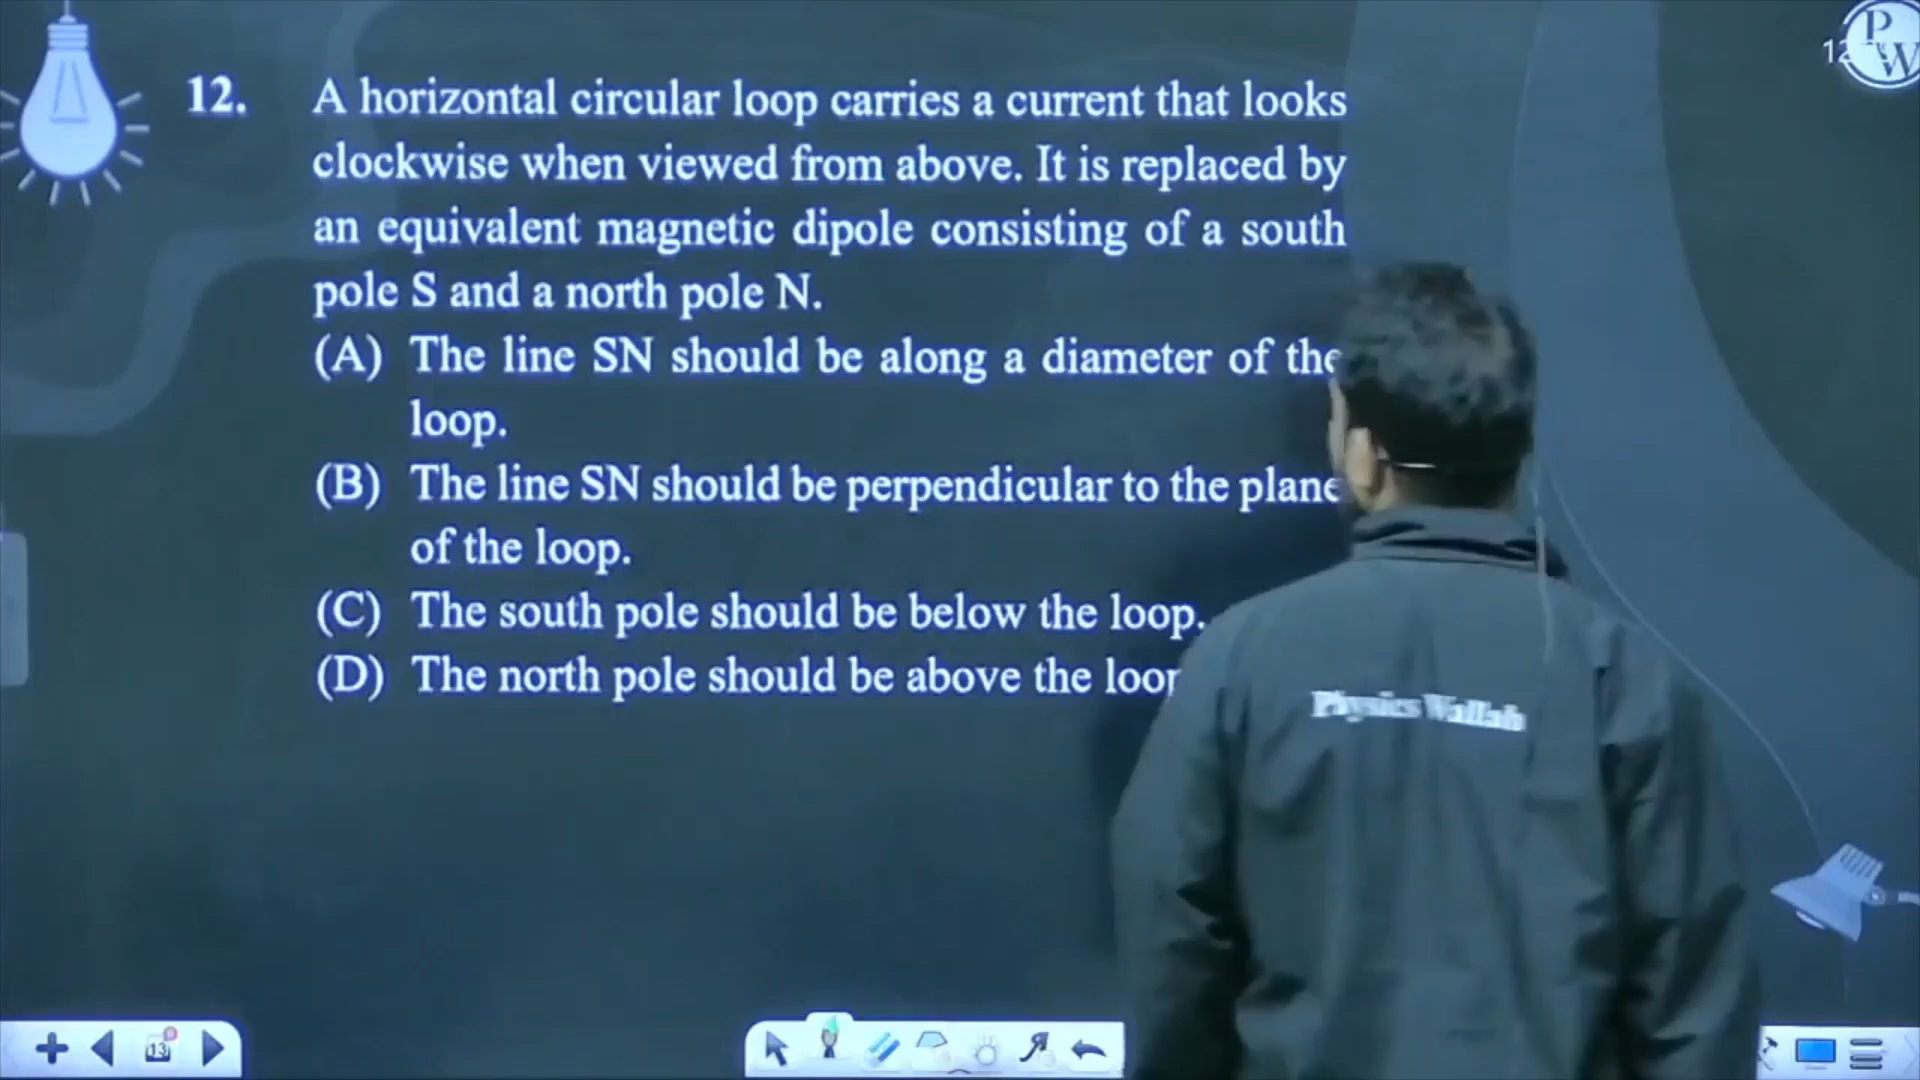 12. A horizontal circular loop carries a current that looks
clockwise when viewed from above. It is replaced by
an equivalent magnetic dipole consisting of a south
pole S and a north pole N.
(A) The line SN should be along a diameter of the
loop.
(B) The line SN should be perpendicular to the plane
of the loop.
(C) The south pole should be below the loop.
(D) The north pole should be above the
Physics Wallah
P
W
13